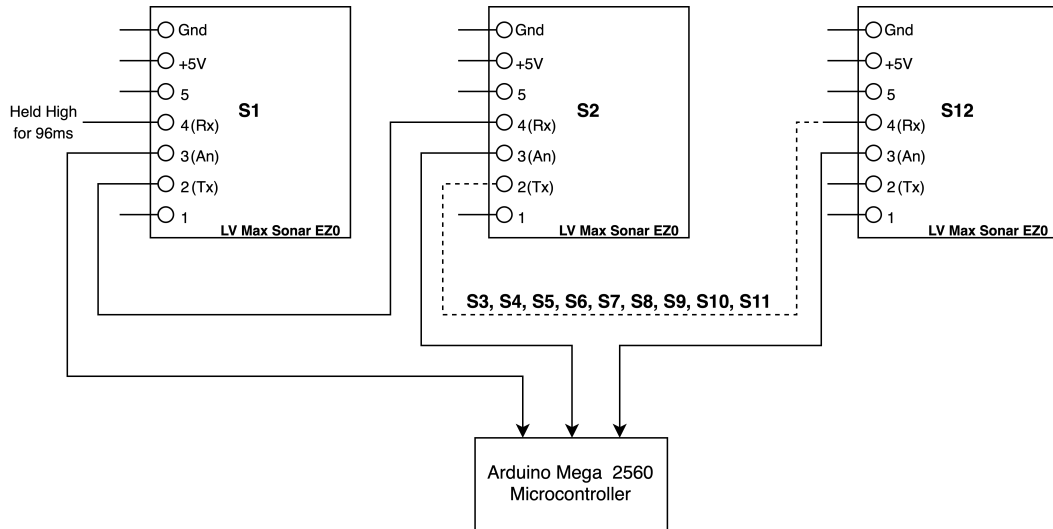 Held High
for 96ms
Gnd
+5V
5
4(Rx)
3(An)
2(Tx)
1
S1
LV Max Sonar EZ0
Gnd
+5V
5
4(Rx)
3(An)
2(Tx)
1
S2
LV Max Sonar EZ0
Gnd
+5V
5
4(Rx)
3(An)
2(Tx)
1
S12
LV Max Sonar EZ0
S3, S4, S5, S6, S7, S8, S9, S10, S11
Arduino Mega 2560
Microcontroller